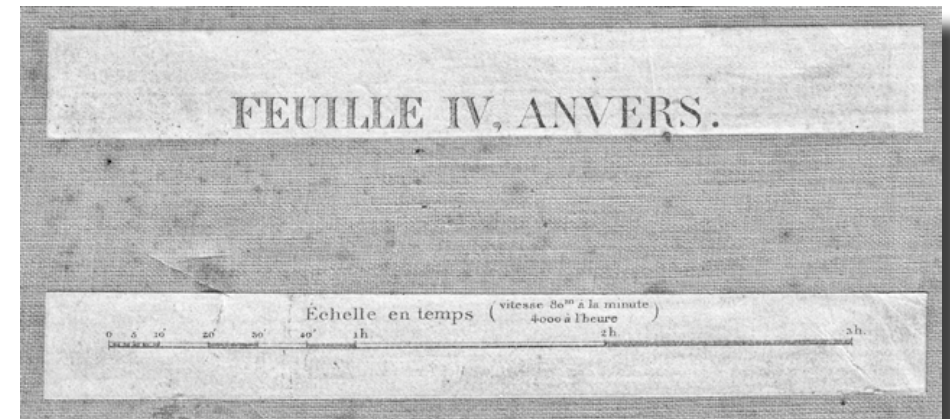 FEUILLE IV, ANVERS.
Échelle en temps ( vitesse 80ᵐ à la minute
4000 à l'heure )
0 5 10' 20' 30' 40' 1h. 2h. 3h.